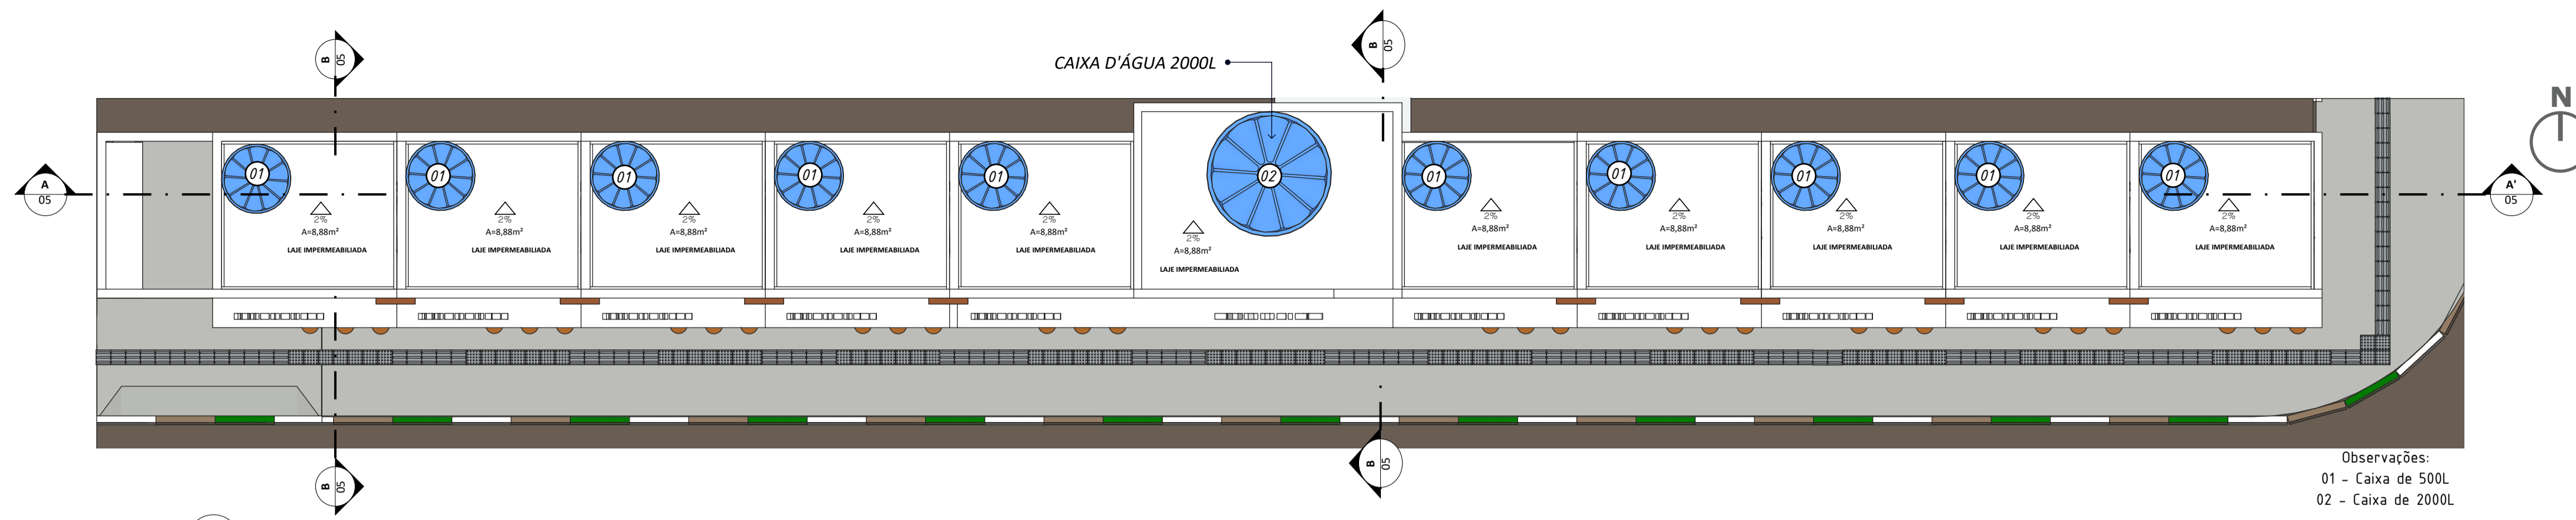 B
05
B
05
CAIXA D'ÁGUA 2000L
N
A
05
A'
05
01
01
01
01
01
02
01
01
01
01
01
2%
A=8,88m²
LAJE IMPERMEABILIADA
2%
A=8,88m²
LAJE IMPERMEABILIADA
2%
A=8,88m²
LAJE IMPERMEABILIADA
2%
A=8,88m²
LAJE IMPERMEABILIADA
2%
A=8,88m²
LAJE IMPERMEABILIADA
2%
A=8,88m²
LAJE IMPERMEABILIADA
2%
A=8,88m²
LAJE IMPERMEABILIADA
2%
A=8,88m²
LAJE IMPERMEABILIADA
2%
A=8,88m²
LAJE IMPERMEABILIADA
2%
A=8,88m²
LAJE IMPERMEABILIADA
2%
A=8,88m²
LAJE IMPERMEABILIADA
B
05
B
05
Observações:
01 - Caixa de 500L
02 - Caixa de 2000L